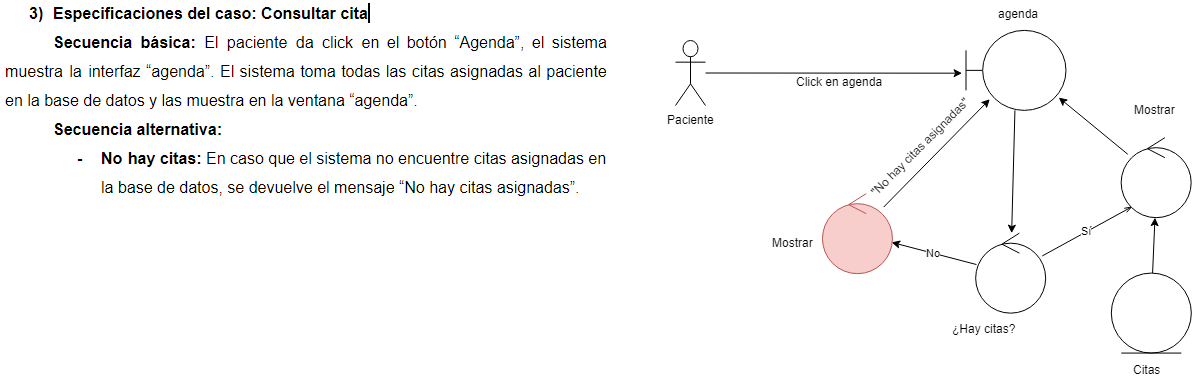 3) Especificaciones del caso: Consultar cita
Secuencia básica: El paciente da click en el botón “Agenda”, el sistema
muestra la interfaz “agenda”. El sistema toma todas las citas asignadas al paciente
en la base de datos y las muestra en la ventana “agenda”.
Secuencia alternativa:
- No hay citas: En caso que el sistema no encuentre citas asignadas en
la base de datos, se devuelve el mensaje “No hay citas asignadas”.
agenda
Click en agenda
Paciente
Mostrar
"No hay citas asignadas"
Mostrar
No
Sí
¿Hay citas?
Citas